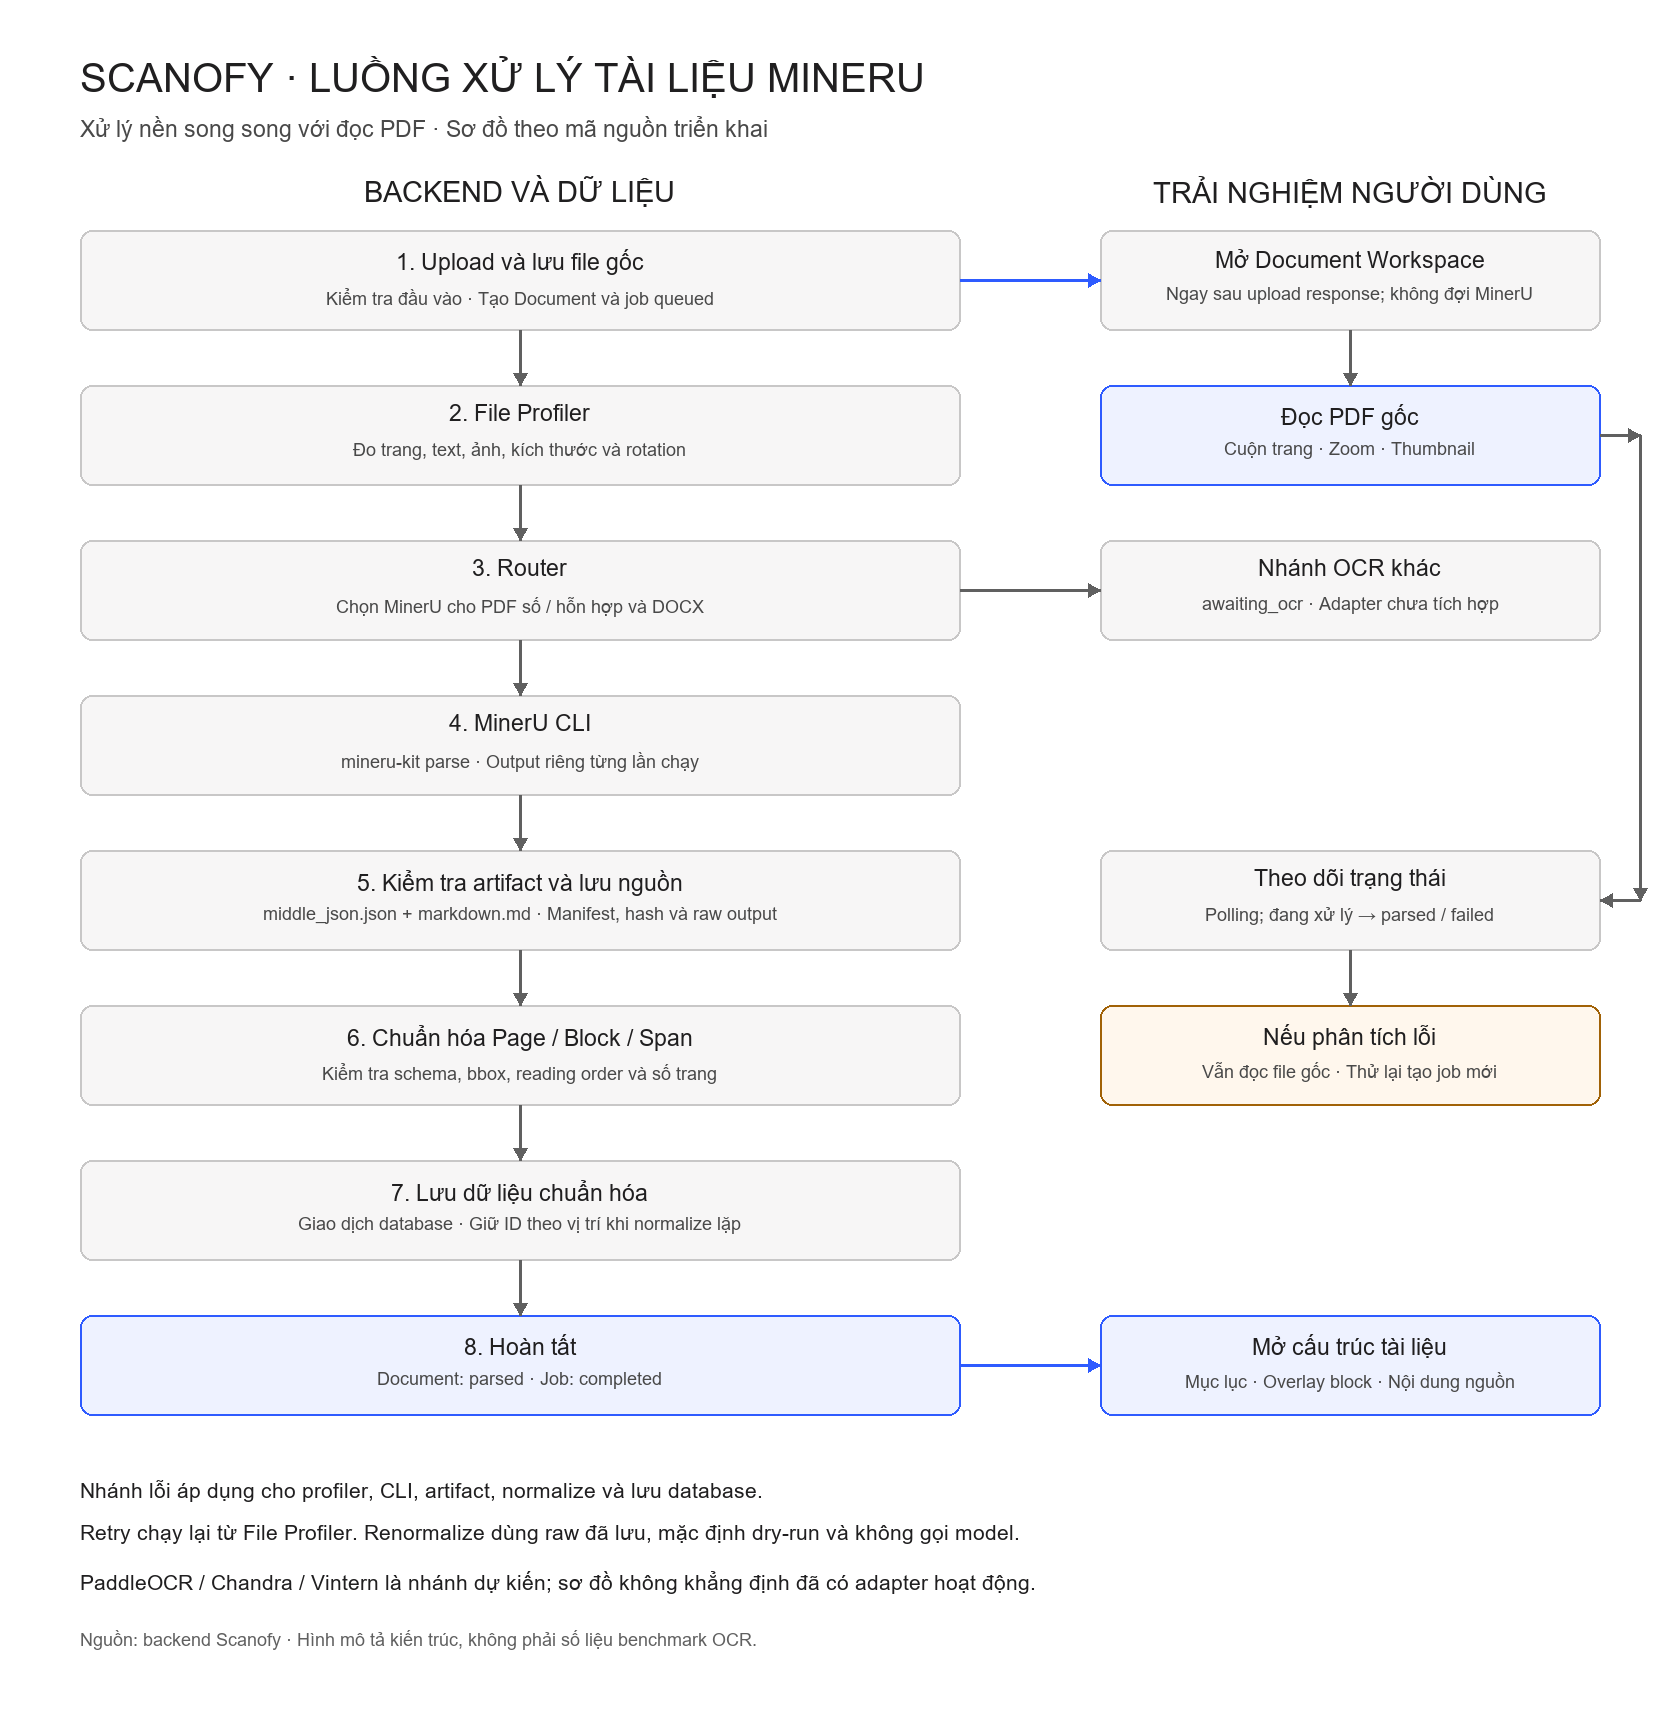 SCANOFY · LUỒNG XỬ LÝ TÀI LIỆU MINERU
Xử lý nền song song với đọc PDF · Sơ đồ theo mã nguồn triển khai
BACKEND VÀ DỮ LIỆU
1. Upload và lưu file gốc
Kiểm tra đầu vào · Tạo Document và job queued
2. File Profiler
Đo trang, text, ảnh, kích thước và rotation
3. Router
Chọn MinerU cho PDF số / hỗn hợp và DOCX
4. MinerU CLI
mineru-kit parse · Output riêng từng lần chạy
5. Kiểm tra artifact và lưu nguồn
middle_json.json + markdown.md · Manifest, hash và raw output
6. Chuẩn hóa Page / Block / Span
Kiểm tra schema, bbox, reading order và số trang
7. Lưu dữ liệu chuẩn hóa
Giao dịch database · Giữ ID theo vị trí khi normalize lặp
8. Hoàn tất
Document: parsed · Job: completed
TRẢI NGHIỆM NGƯỜI DÙNG
Mở Document Workspace
Ngay sau upload response; không đợi MinerU
Đọc PDF gốc
Cuộn trang · Zoom · Thumbnail
Nhánh OCR khác
awaiting_ocr · Adapter chưa tích hợp
Theo dõi trạng thái
Polling; đang xử lý → parsed / failed
Nếu phân tích lỗi
Vẫn đọc file gốc · Thử lại tạo job mới
Mở cấu trúc tài liệu
Mục lục · Overlay block · Nội dung nguồn
Nhánh lỗi áp dụng cho profiler, CLI, artifact, normalize và lưu database.
Retry chạy lại từ File Profiler. Renormalize dùng raw đã lưu, mặc định dry-run và không gọi model.
PaddleOCR / Chandra / Vintern là nhánh dự kiến; sơ đồ không khẳng định đã có adapter hoạt động.
Nguồn: backend Scanofy · Hình mô tả kiến trúc, không phải số liệu benchmark OCR.